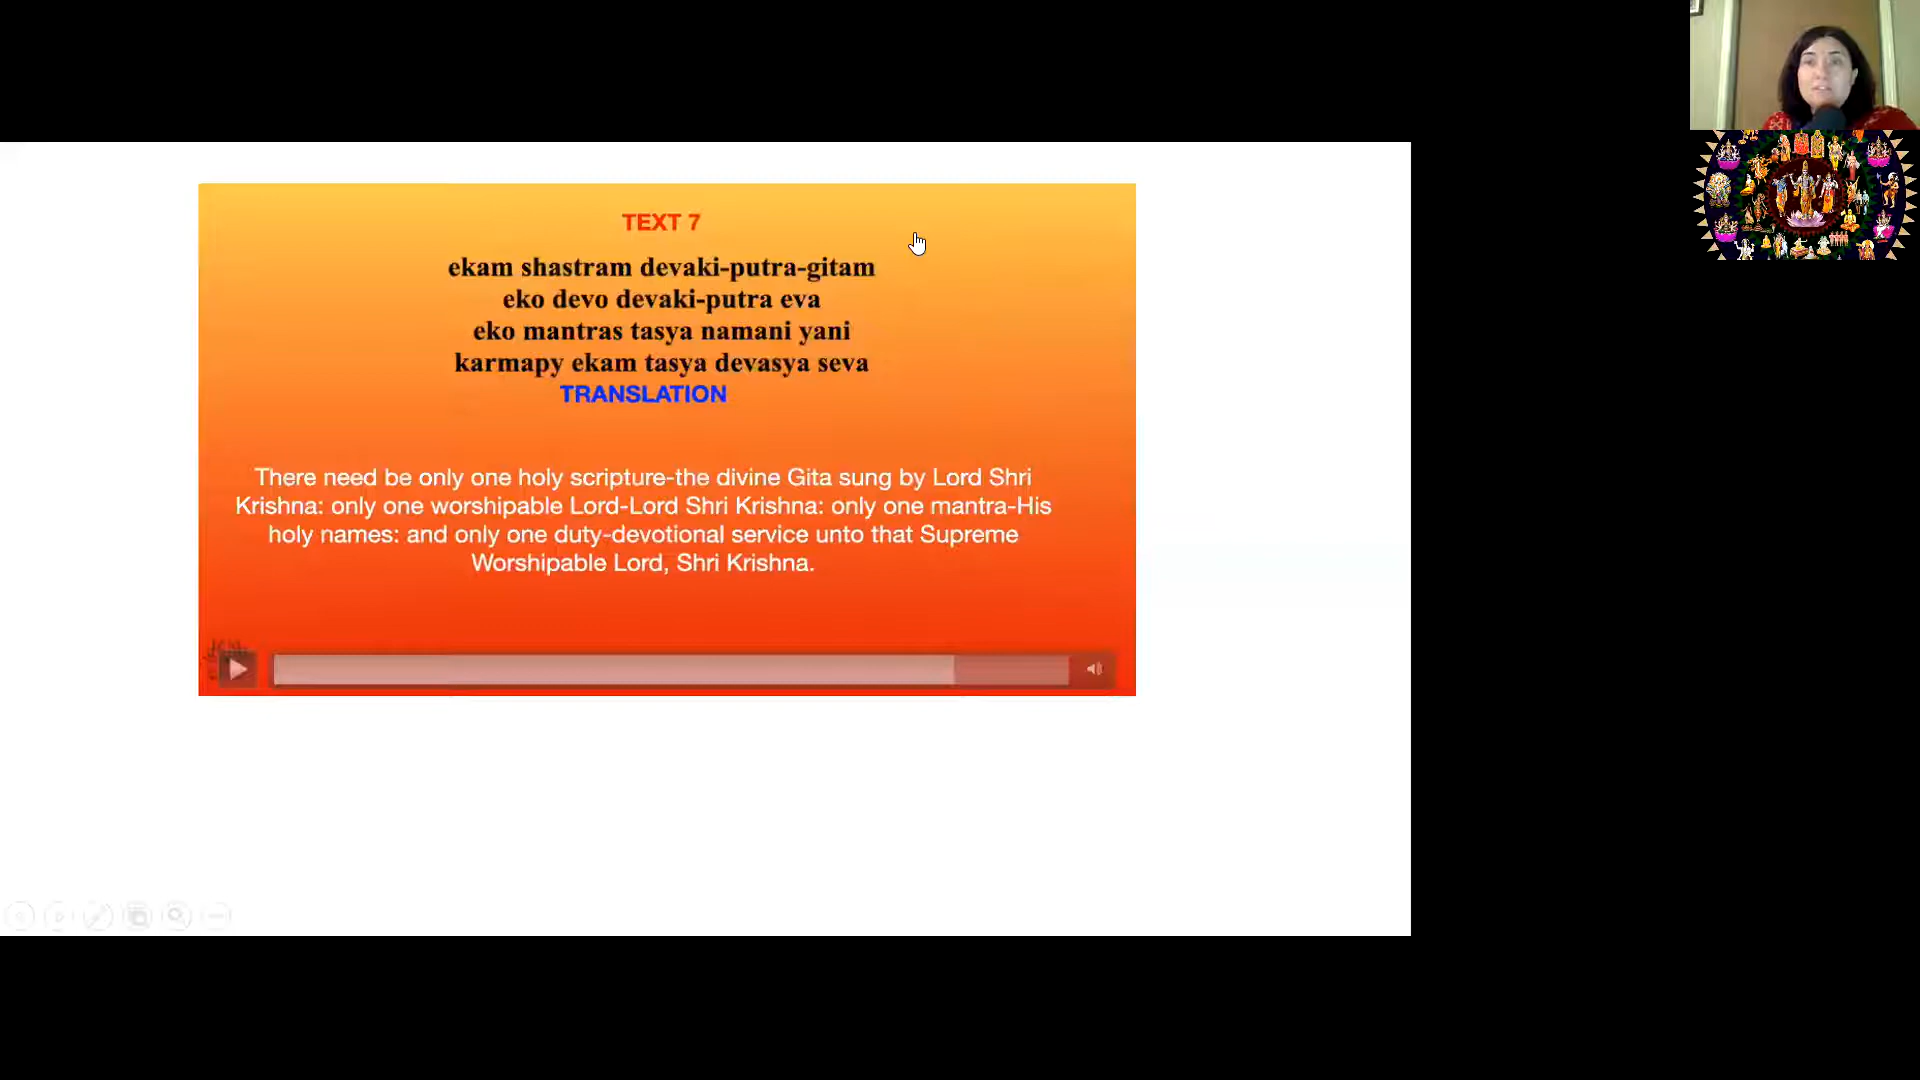 TEXT 7
ekam shastram devaki-putra-gitam
eko devo devaki-putra eva
eko mantras tasya namani yani
karmapy ekam tasya devasya seva
TRANSLATION
There need be only one holy scripture-the divine Gita sung by Lord Shri
Krishna: only one worshipable Lord-Lord Shri Krishna: only one mantra-His
holy names: and only one duty-devotional service unto that Supreme
Worshipable Lord, Shri Krishna.